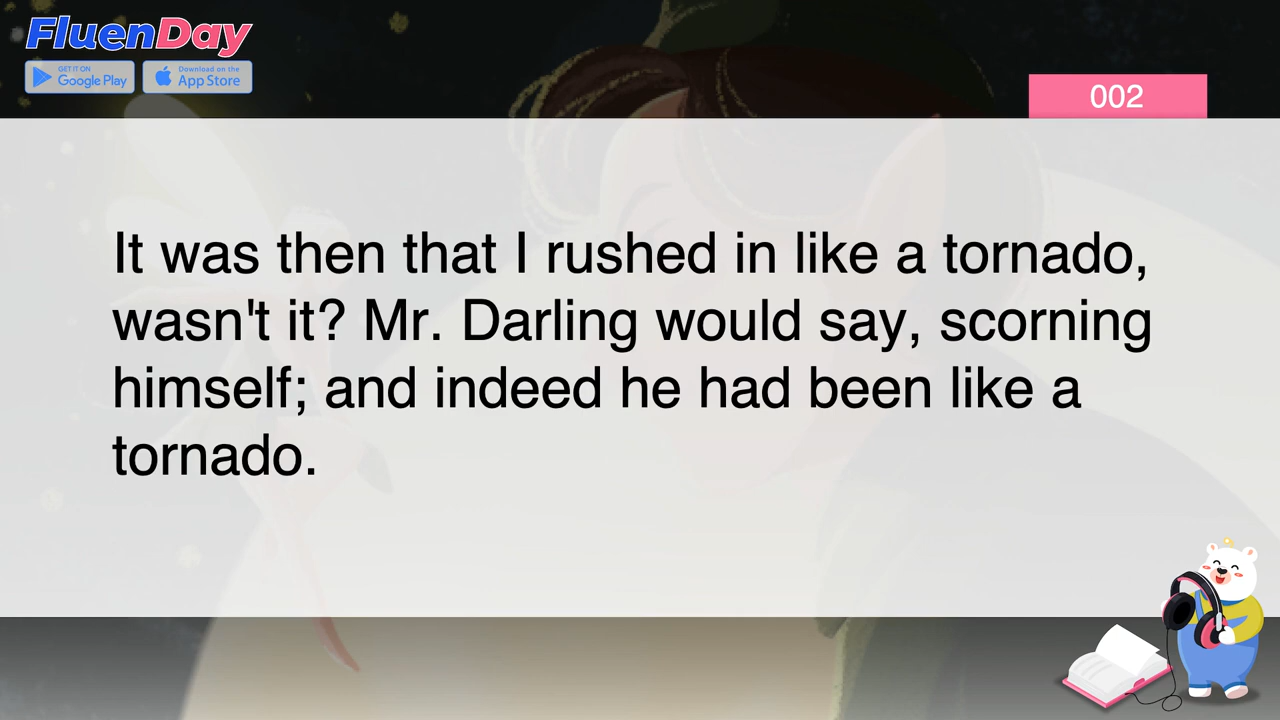 FluenDay
GET IT ON
Google Play
Download on the
App Store
002
It was then that I rushed in like a tornado,
wasn't it? Mr. Darling would say, scorning
himself; and indeed he had been like a
tornado.